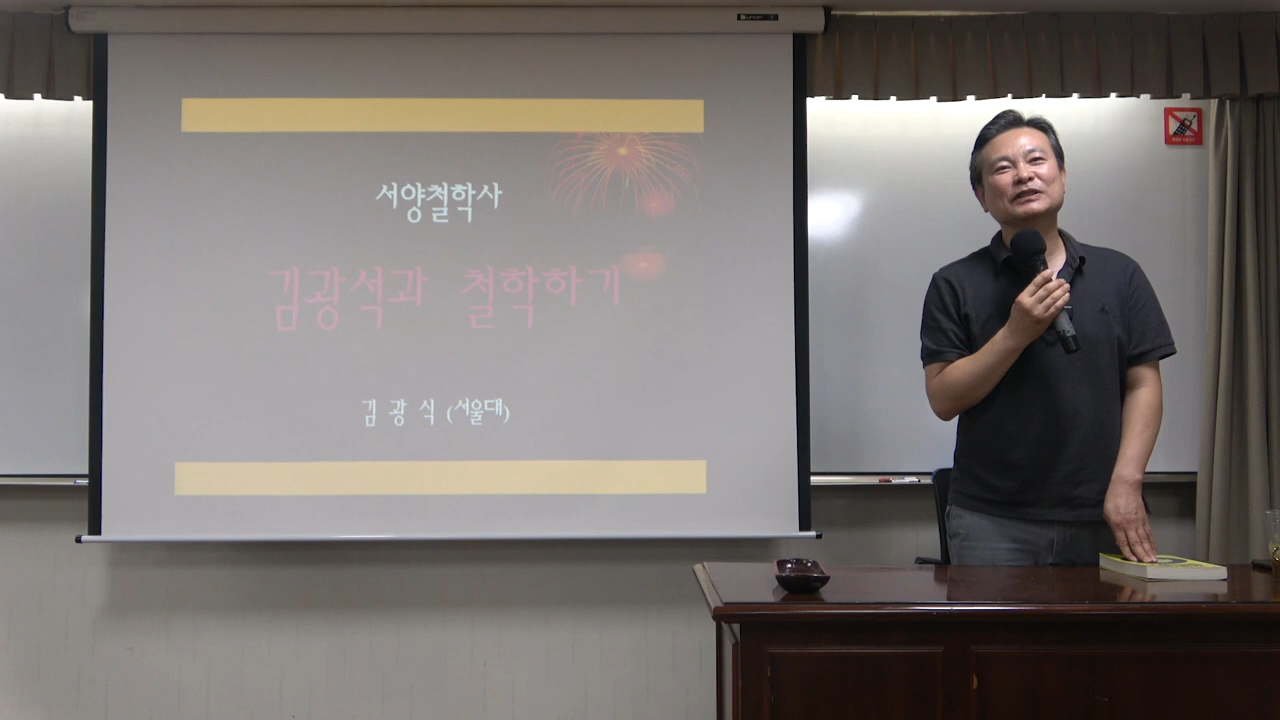 서양철학사
김광석과 철학하기
김 광 식 (서울대)